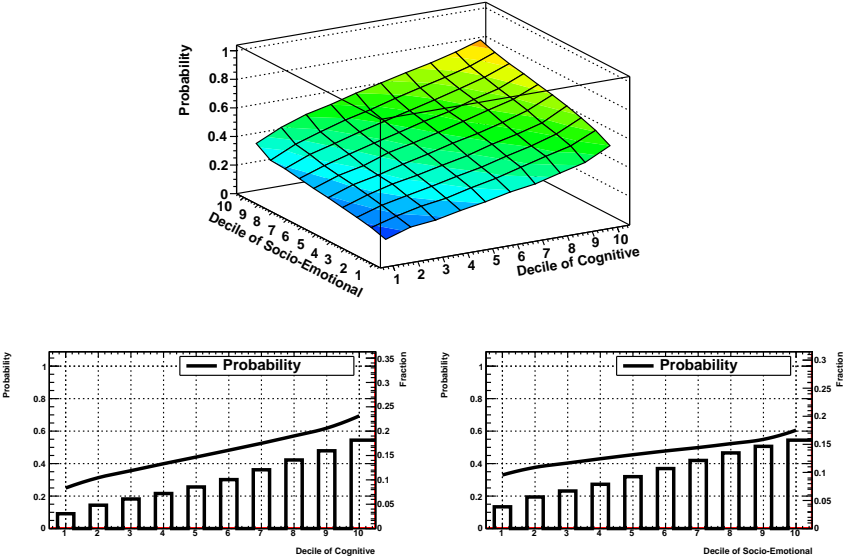 Probability
1
0.8
0.6
0.4
0.2
0
10 9 8 7 6 5 4 3 2 1
Decile of Socio-Emotional
1 2 3 4 5 6 7 8 9 10
Decile of Cognitive
Probability
1
0.8
0.6
0.4
0.2
0
Probability
0.35
0.3
0.25
0.2
0.15
0.1
0.05
0
Fraction
1 2 3 4 5 6 7 8 9 10
Decile of Cognitive
Probability
1
0.8
0.6
0.4
0.2
0
Probability
0.3
0.25
0.2
0.15
0.1
0.05
0
Fraction
1 2 3 4 5 6 7 8 9 10
Decile of Socio-Emotional